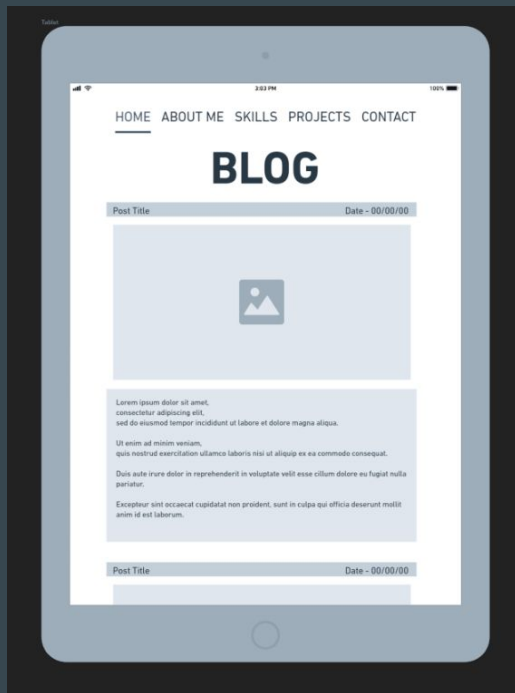 Tablet
3:03 PM
100%
HOME ABOUT ME SKILLS PROJECTS CONTACT
BLOG
Post Title Date - 00/00/00
Lorem ipsum dolor sit amet,
consectetur adipiscing elit,
sed do eiusmod tempor incididunt ut labore et dolore magna aliqua.
Ut enim ad minim veniam,
quis nostrud exercitation ullamco laboris nisi ut aliquip ex ea commodo consequat.
Duis aute irure dolor in reprehenderit in voluptate velit esse cillum dolore eu fugiat nulla
pariatur.
Excepteur sint occaecat cupidatat non proident, sunt in culpa qui officia deserunt mollit
anim id est laborum.
Post Title Date - 00/00/00